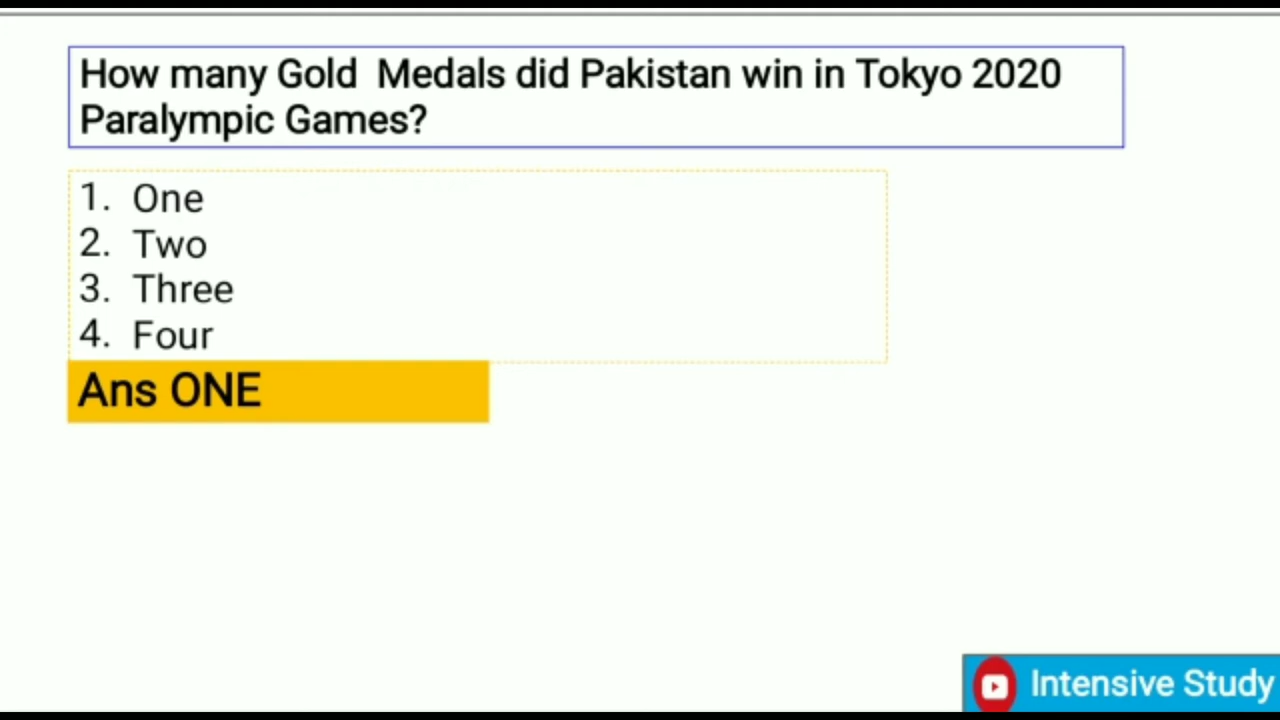 How many Gold Medals did Pakistan win in Tokyo 2020
Paralympic Games?
1. One
2. Two
3. Three
4. Four
Ans ONE
Intensive Study